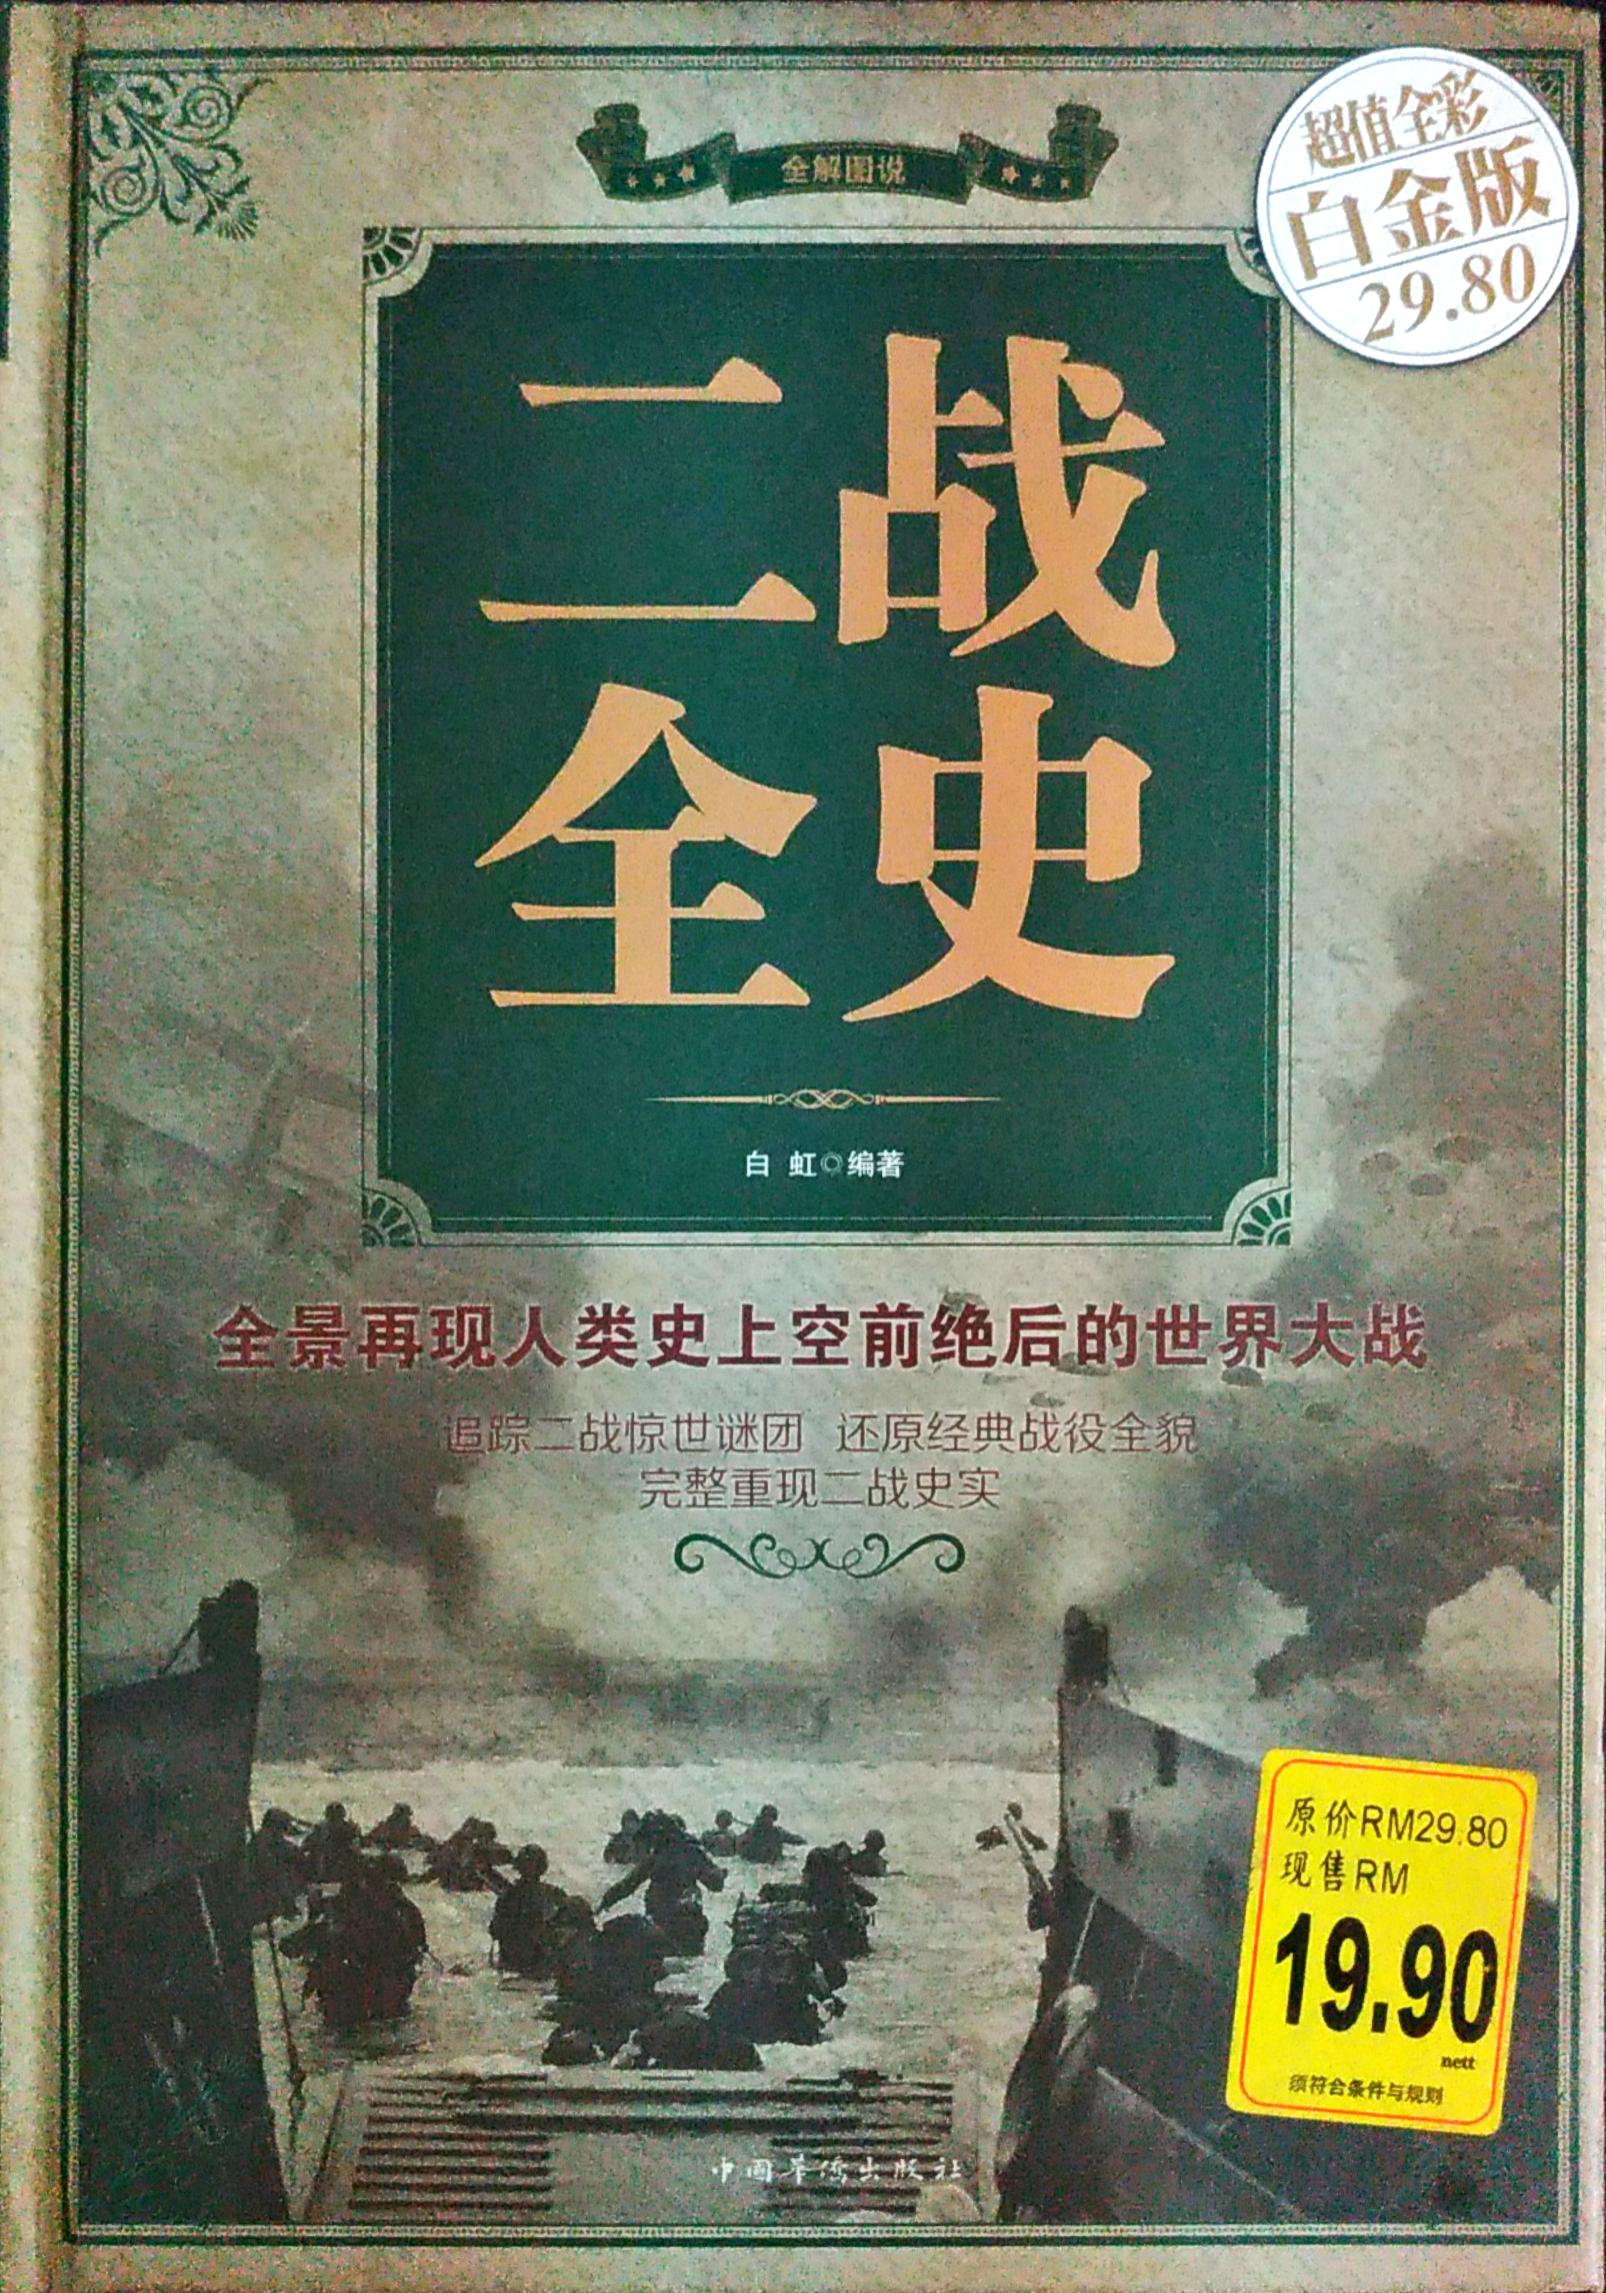 全解图说
超值全彩
白金版
29.80
二战
全史
白 虹◎编著
全景再现人类史上空前绝后的世界大战
追踪二战惊世谜团 还原经典战役全貌
完整重现二战史实
原价RM29.80
现售RM
19.90
nett
须符合条件与规则
中国华侨出版社